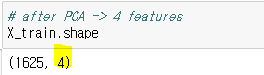 # after PCA -> 4 features
X_train.shape
(1625, 4)